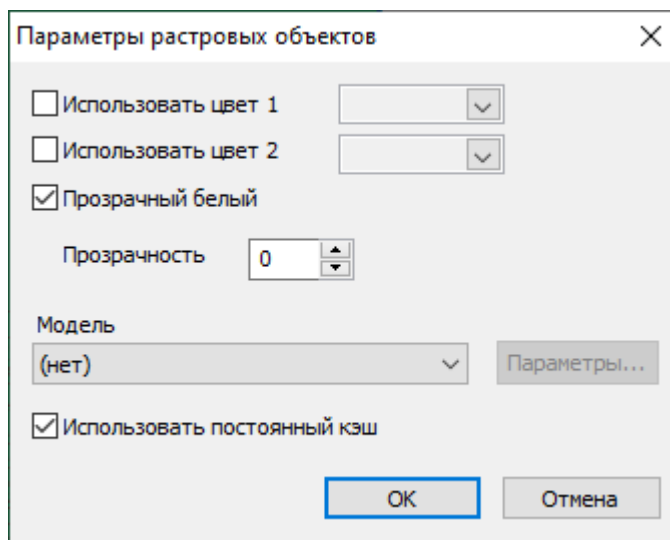 Параметры растровых объектов
Использовать цвет 1
Использовать цвет 2
Прозрачный белый
Прозрачность 0
Модель
(нет) Параметры...
Использовать постоянный кэш
ОК Отмена